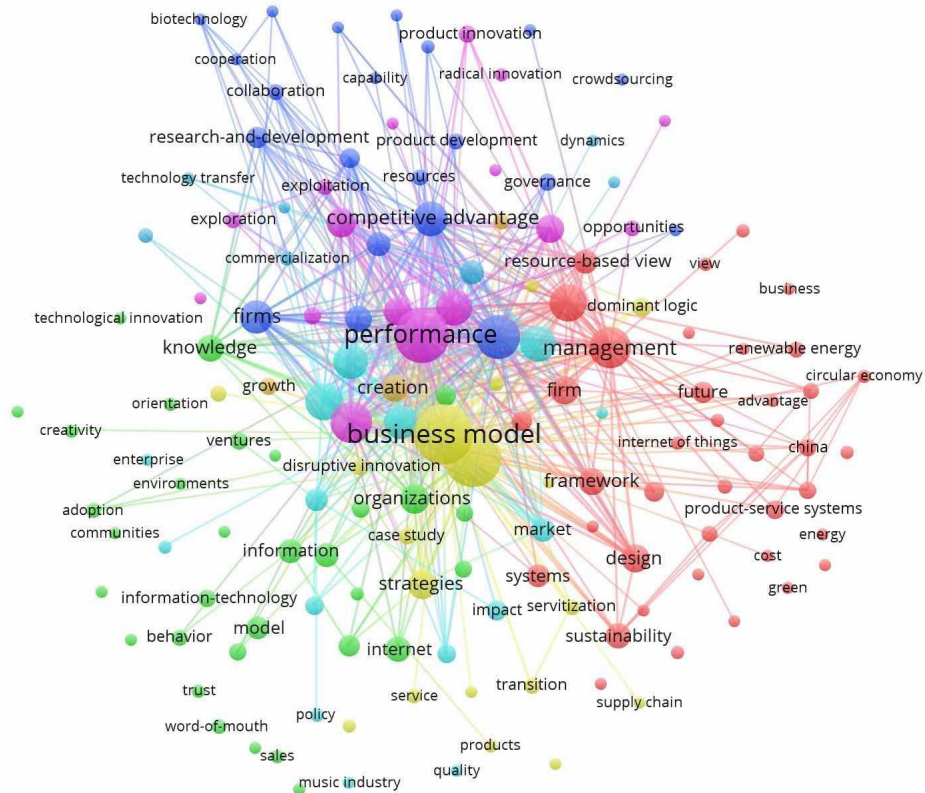 biotechnology
product innovation
cooperation
radical innovation
capability
crowdsourcing
collaboration
research-and-development
product development
dynamics
technology transfer
exploitation
resources
governance
exploration
competitive advantage
opportunities
commercialization
resource-based view
view
business
technological innovation
firms
dominant logic
performance
knowledge
management
renewable energy
circular economy
growth
creation
firm
future
advantage
orientation
creativity
ventures
business model
internet of things
china
enterprise
disruptive innovation
environments
organizations
framework
adoption
product-service systems
communities
case study
market
energy
information
design
cost
strategies
systems
green
information-technology
impact
servitization
behavior
model
sustainability
internet
trust
service
transition
supply chain
policy
word-of-mouth
products
sales
quality
music industry